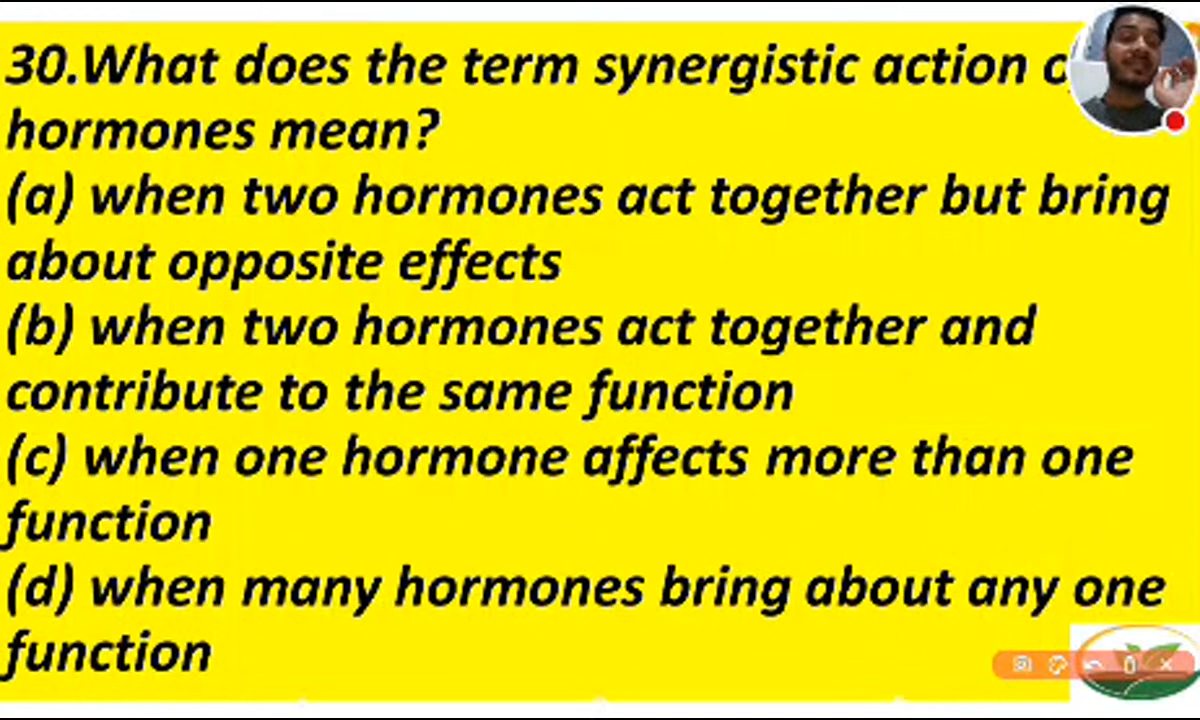 30.What does the term synergistic action
hormones mean?
(a) when two hormones act together but bring
about opposite effects
(b) when two hormones act together and
contribute to the same function
(c) when one hormone affects more than one
function
(d) when many hormones bring about any one
function